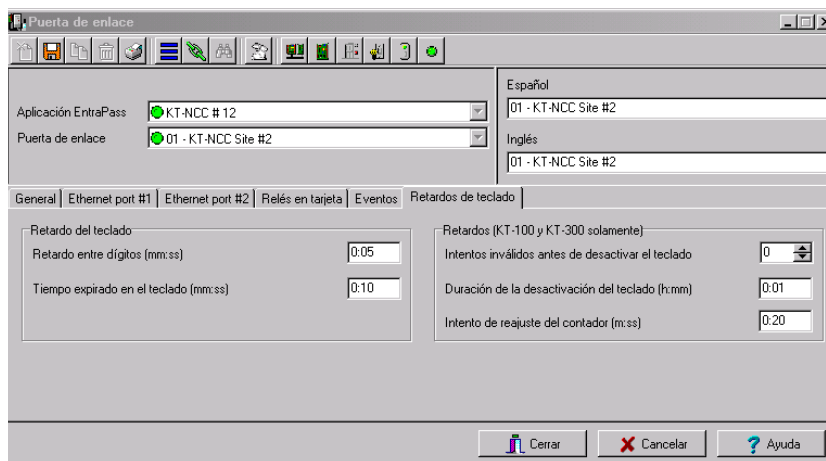 Puerta de enlace
Español
Aplicación EntraPass KT-NCC # 12 01 - KT-NCC Site #2
Puerta de enlace 01 - KT-NCC Site #2 Inglés
01 - KT-NCC Site #2
General Ethernet port #1 Ethernet port #2 Relés en tarjeta Eventos Retardos de teclado
Retardo del teclado
Retardo entre dígitos (mm:ss) 0:05
Tiempo expirado en el teclado (mm:ss) 0:10
Retardos (KT-100 y KT-300 solamente)
Intentos inválidos antes de desactivar el teclado 0
Duración de la desactivación del teclado (h:mm) 0:01
Intento de reajuste del contador (m:ss) 0:20
Cerrar Cancelar Ayuda